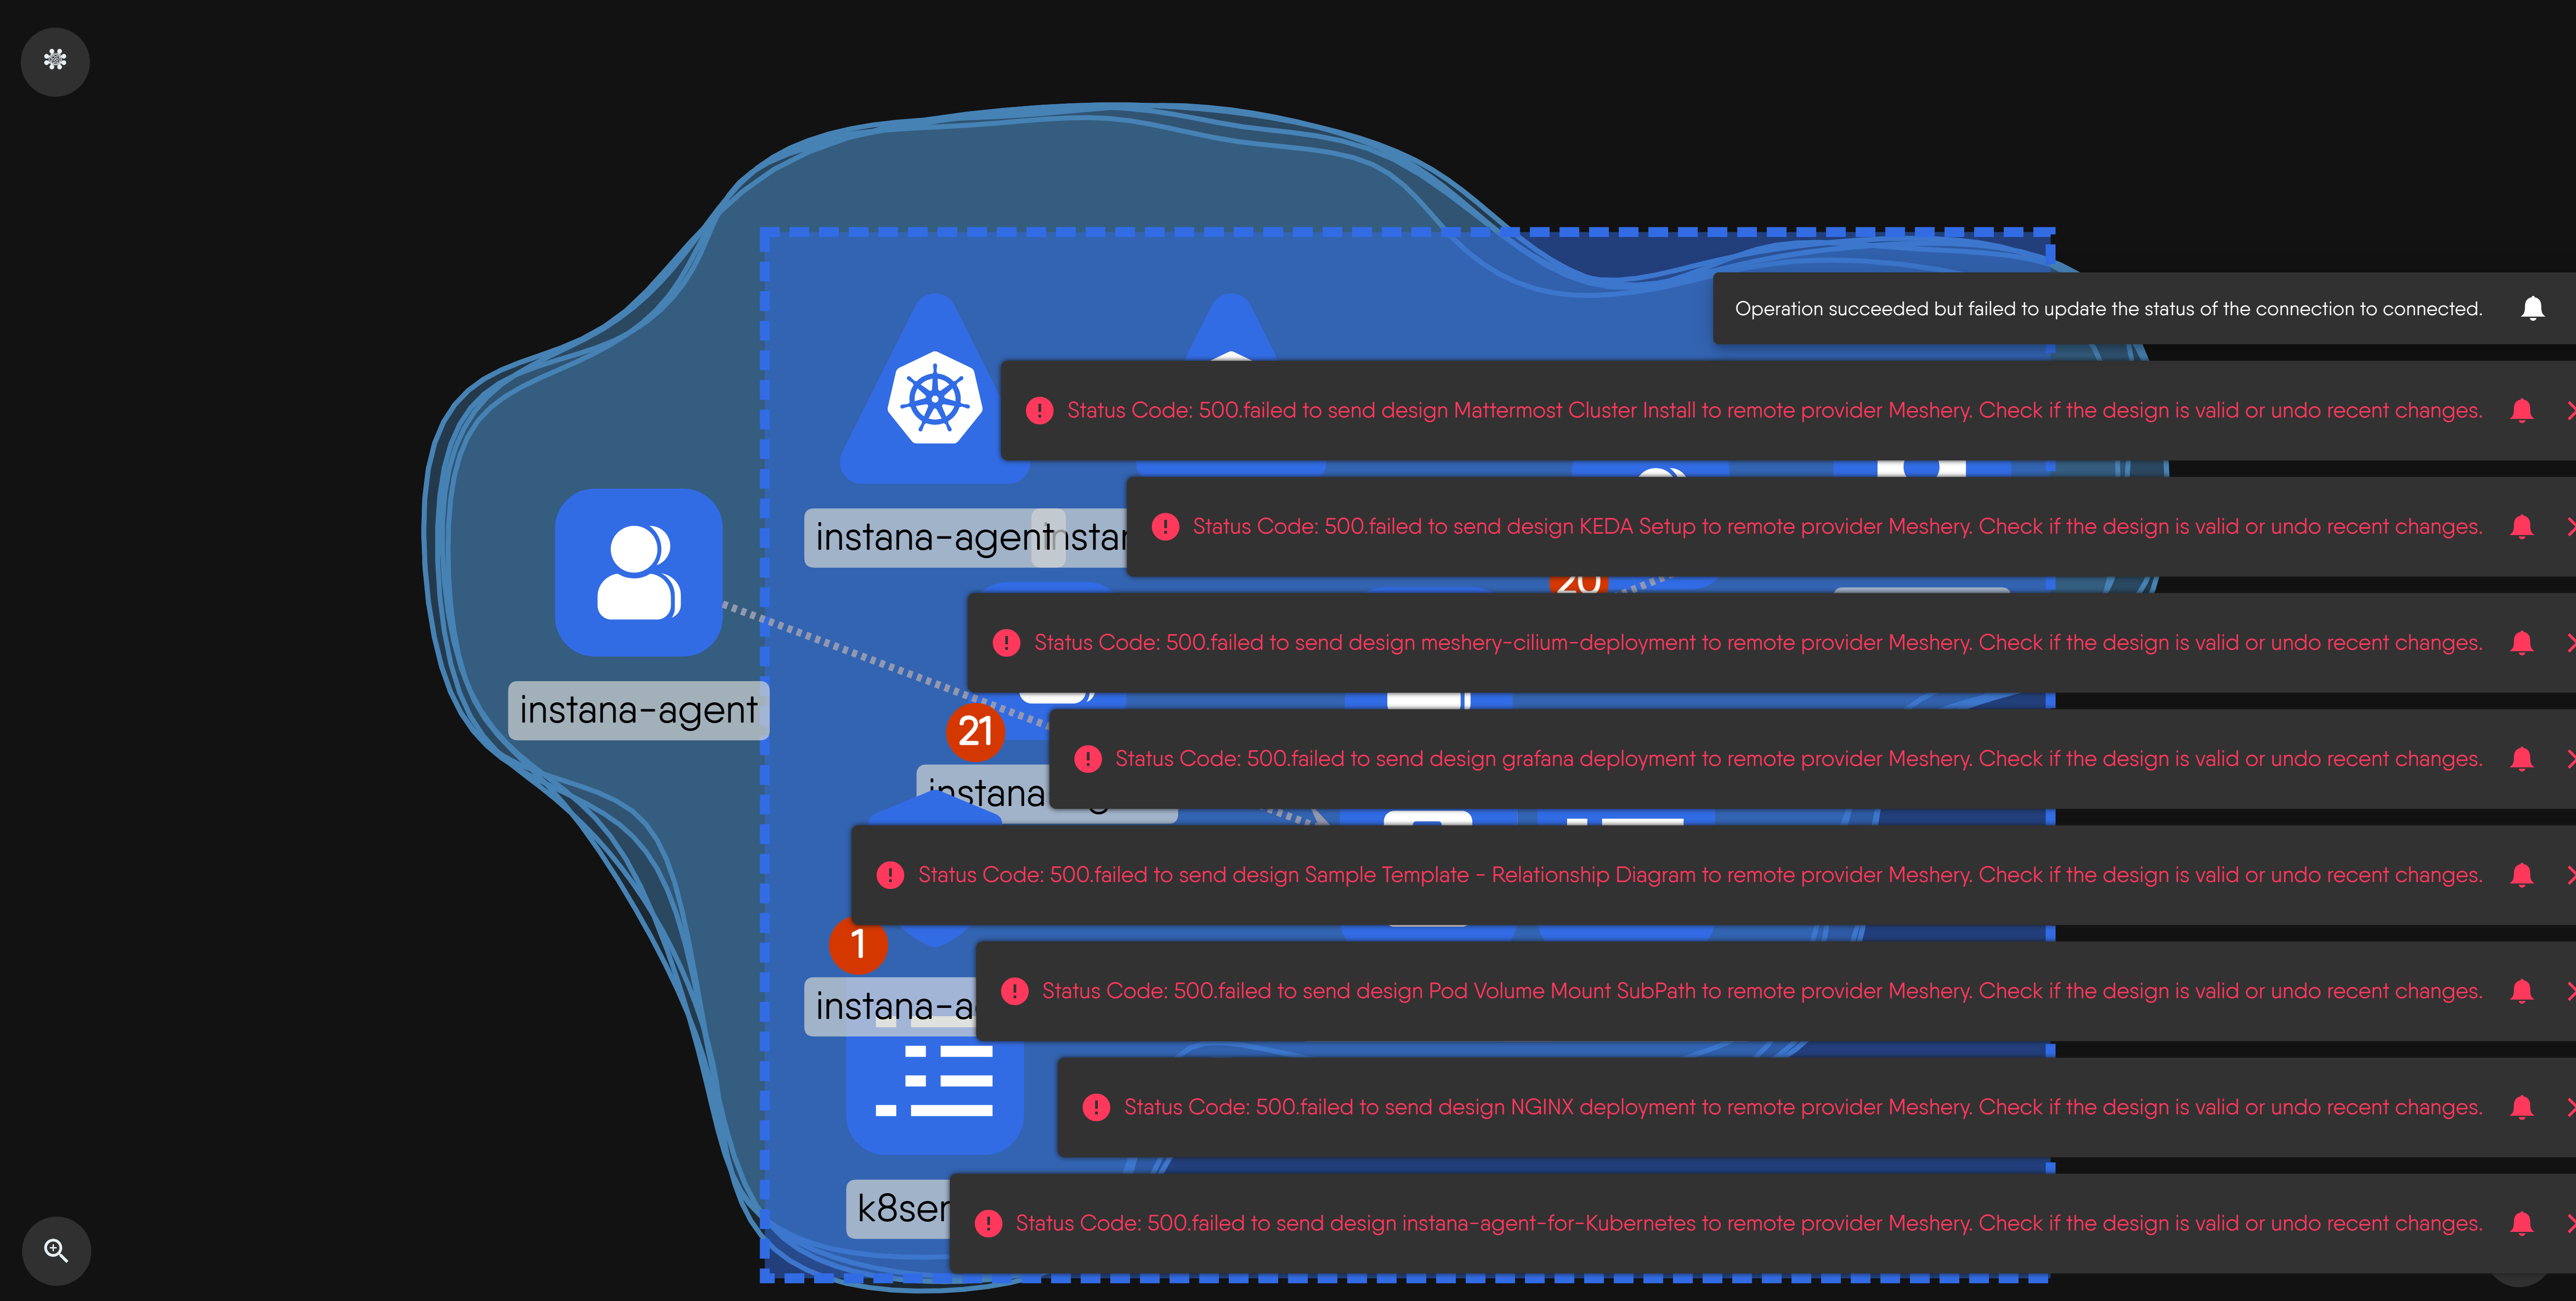 Operation succeeded but failed to update the status of the connection to connected.
Status Code: 500.failed to send design Mattermost Cluster Install to remote provider Meshery. Check if the design is valid or undo recent changes.
instana-agent
Status Code: 500.failed to send design KEDA Setup to remote provider Meshery. Check if the design is valid or undo recent changes.
20
Status Code: 500.failed to send design meshery-cilium-deployment to remote provider Meshery. Check if the design is valid or undo recent changes.
instana-agent
21
Status Code: 500.failed to send design grafana deployment to remote provider Meshery. Check if the design is valid or undo recent changes.
instana
Status Code: 500.failed to send design Sample Template - Relationship Diagram to remote provider Meshery. Check if the design is valid or undo recent changes.
1
instana-a
Status Code: 500.failed to send design Pod Volume Mount SubPath to remote provider Meshery. Check if the design is valid or undo recent changes.
Status Code: 500.failed to send design NGINX deployment to remote provider Meshery. Check if the design is valid or undo recent changes.
k8sen
Status Code: 500.failed to send design instana-agent-for-Kubernetes to remote provider Meshery. Check if the design is valid or undo recent changes.